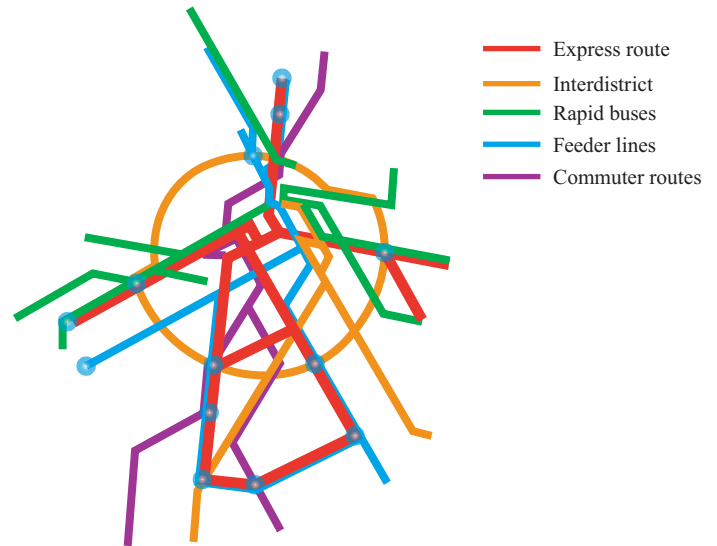 Express route
Interdistrict
Rapid buses
Feeder lines
Commuter routes